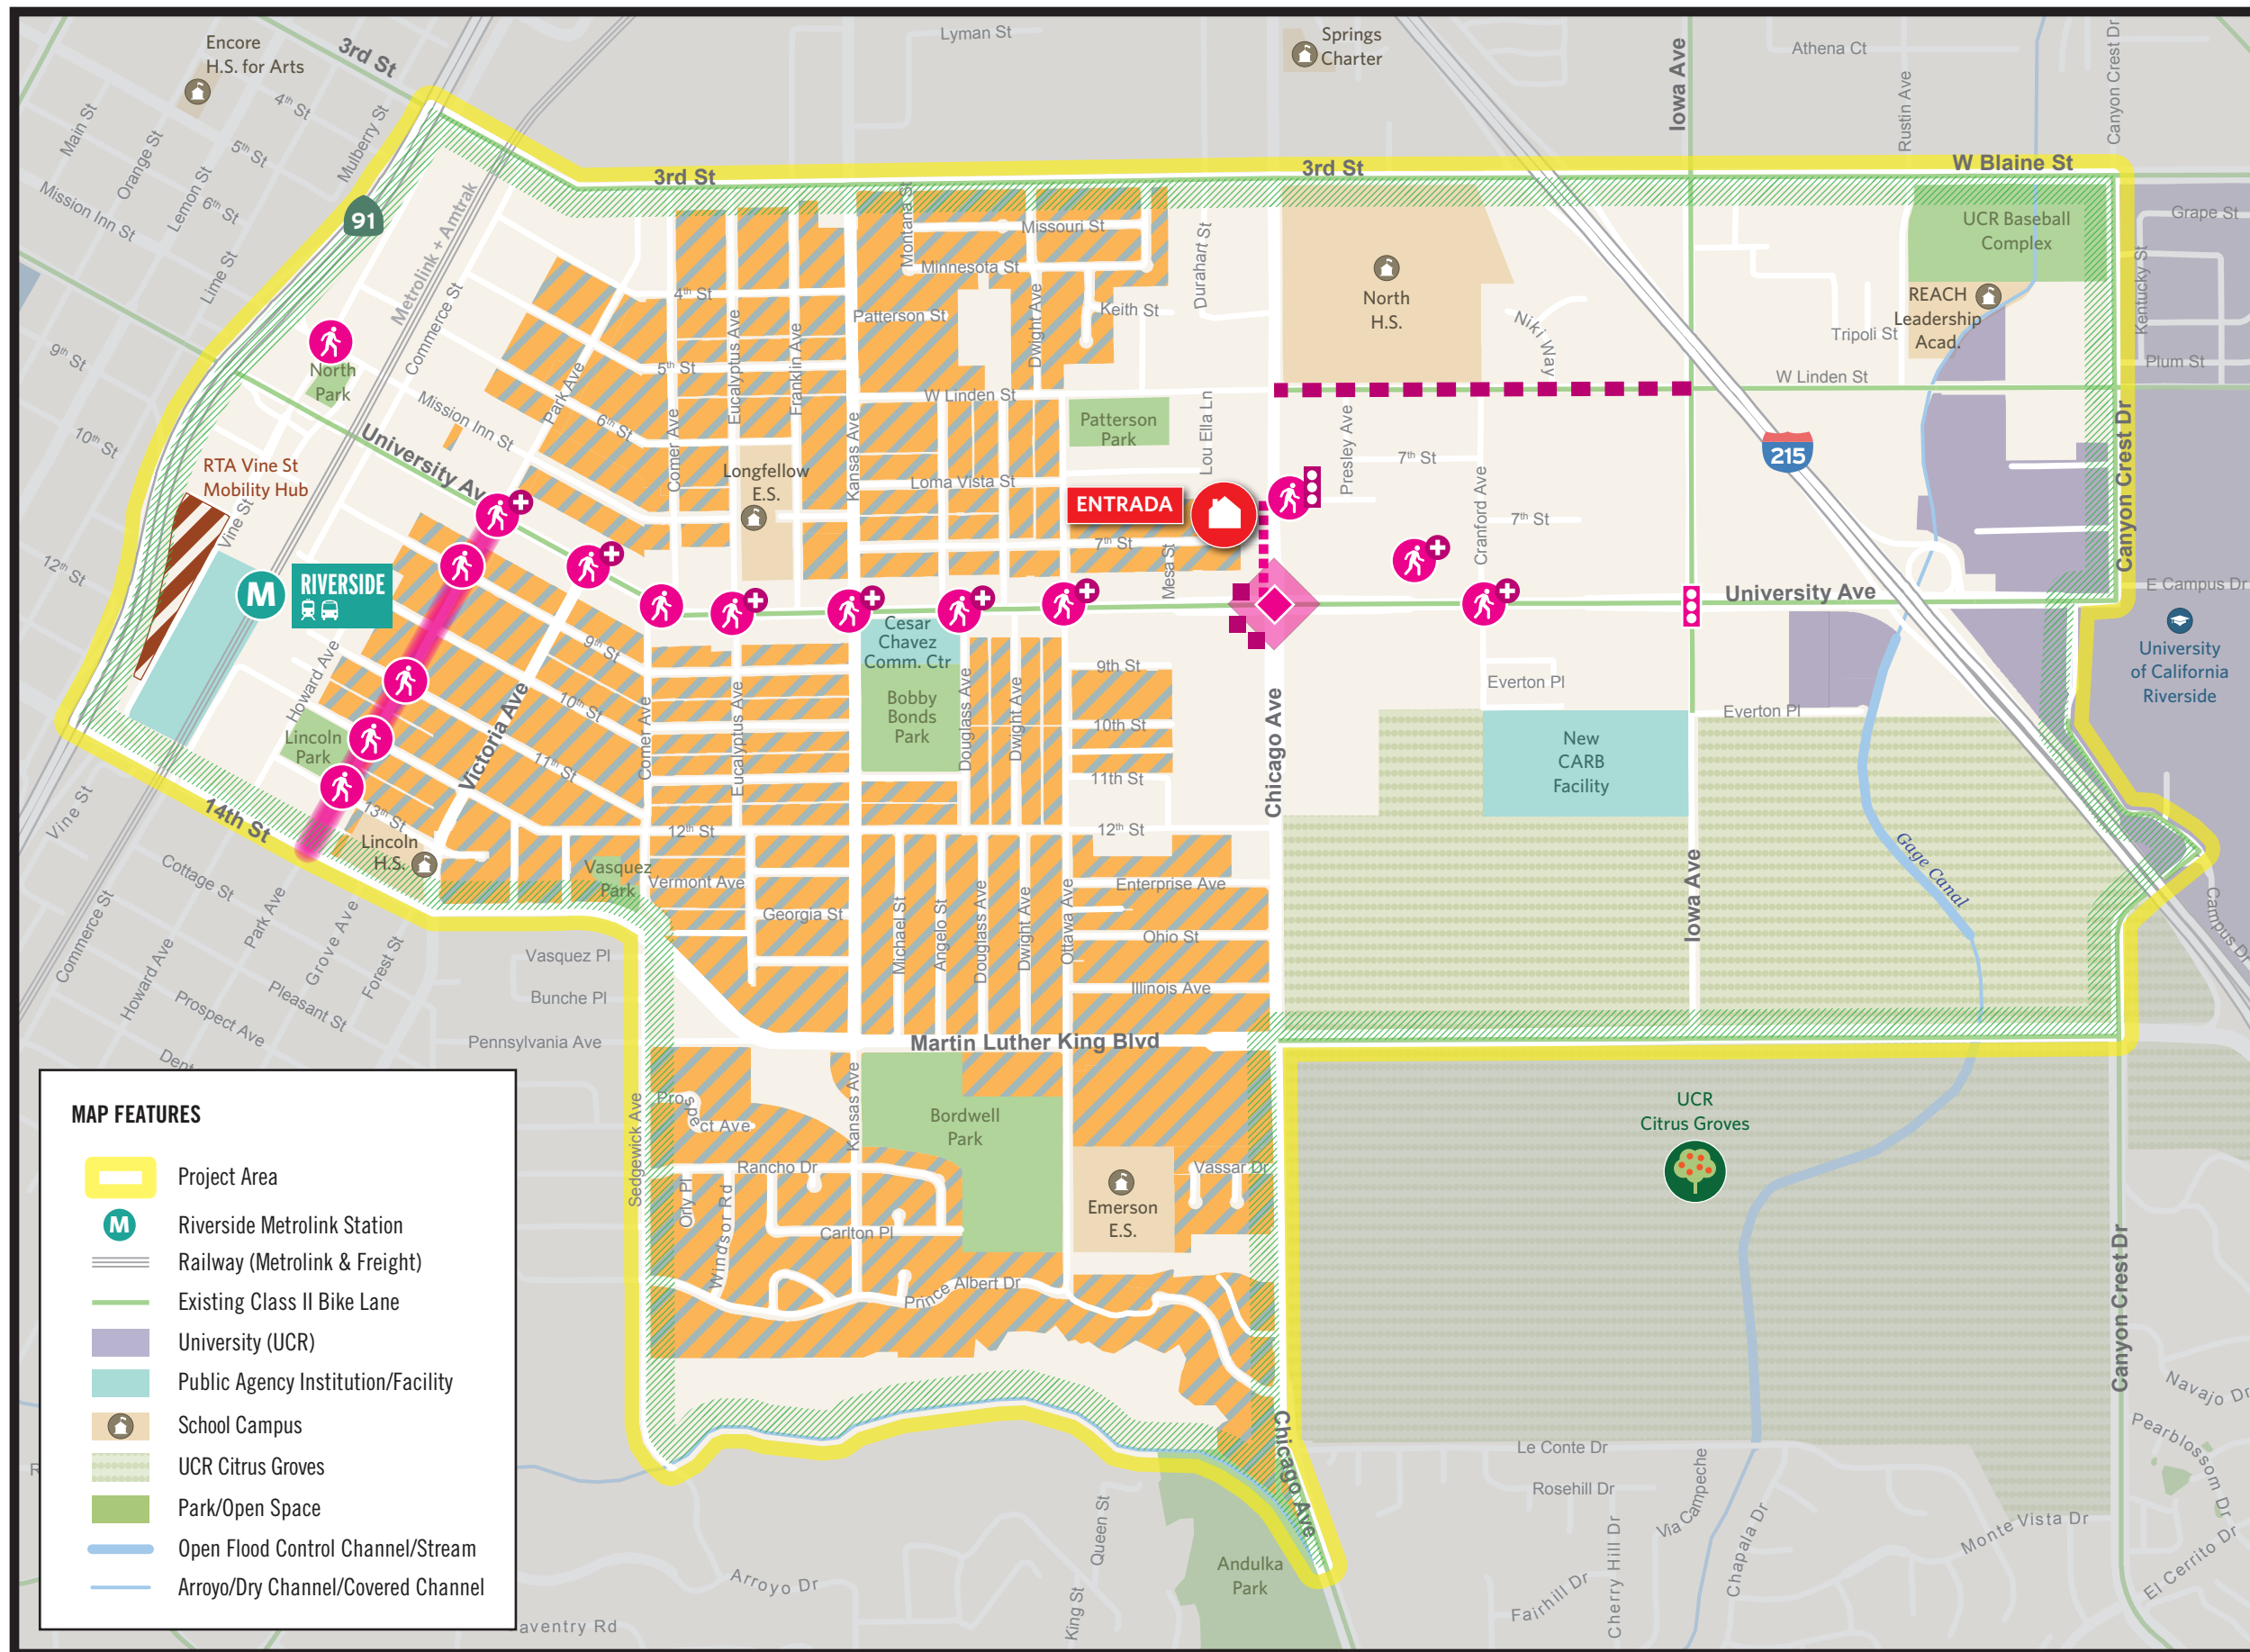 Encore
H.S. for Arts
3rd St
Lyman St
Springs
Charter
Iowa Ave
Athena Ct
Rustin Ave
Canyon Crest Dr
Main St
Orange St
4th St
5th St
Mulberry St
Mission Inn St
Lemon St
6th St
Lime St
91
Metrolink + Amtrak
Commerce St
3rd St
3rd St
W Blaine St
Montana St
Missouri St
Minnesota St
Durahart St
UCR Baseball
Complex
Grape St
Kentucky St
4th St
Patterson St
Keith St
Dwight Ave
North
H.S.
Niki Way
REACH
Leadership
Acad.
Tripoli St
Plum St
9th St
10th St
12th St
North
Park
Mission Inn St
Park Ave
5th St
6th St
Eucalyptus Ave
Franklin Ave
Comer Ave
Kansas Ave
W Linden St
W Linden St
University Av
Patterson
Park
Lou Ella Ln
Presley Ave
7th St
Cranford Ave
215
Canyon Crest Dr
RTA Vine St
Mobility Hub
Vine St
Longfellow
E.S.
Loma Vista St
ENTRADA
7th St
7th St
Mesa St
M
RIVERSIDE
University Ave
E Campus Dr
University
of California
Riverside
Howard Ave
9th St
10th St
11th St
Victoria Ave
Comer Ave
Eucalyptus Ave
Cesar
Chavez
Comm. Ctr
Bobby
Bonds
Park
Douglass Ave
Dwight Ave
9th St
10th St
11th St
12th St
Chicago Ave
Everton Pl
Everton Pl
New
CARB
Facility
Lincoln
Park
13th St
14th St
Lincoln
H.S.
12th St
Vasquez
Park
Vermont Ave
Georgia St
Michael St
Angelo St
Douglass Ave
Dwight Ave
Ottawa Ave
Enterprise Ave
Ohio St
Illinois Ave
Iowa Ave
Gage Canal
Campus Dr
Vine St
Commerce St
Cottage St
Park Ave
Howard Ave
Grove Ave
Forest St
Prospect Ave
Pleasant St
Dent
Vasquez Pl
Bunche Pl
Pennsylvania Ave
Martin Luther King Blvd
Sedgewick Ave
Prospect Ave
Kansas Ave
Bordwell
Park
Rancho Dr
Orly Pl
Windsor Rd
Carlton Pl
Prince Albert Dr
Emerson
E.S.
Vassar Dr
UCR
Citrus Groves
Canyon Crest Dr
Chicago Ave
Le Conte Dr
Rosehill Dr
Via Campeche
Cherry Hill Dr
Fairhill Dr
Chapala Dr
Monte Vista Dr
Navajo Dr
Pearblossom Dr
El Cerrito Dr
Queen St
King St
Arroyo Dr
Andulka
Park
aventry Rd
R
MAP FEATURES
Project Area
M
Riverside Metrolink Station
Railway (Metrolink & Freight)
Existing Class II Bike Lane
University (UCR)
Public Agency Institution/Facility
School Campus
UCR Citrus Groves
Park/Open Space
Open Flood Control Channel/Stream
Arroyo/Dry Channel/Covered Channel